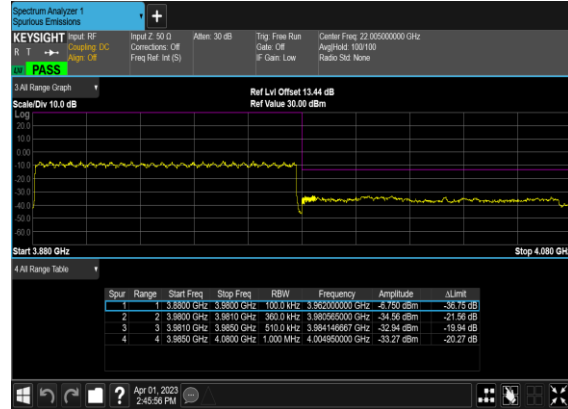 Spectrum Analyzer 1
Spurious Emissions
KEYSIGHT Input: RF Input Z: 50 Ω Atten: 30 dB Trig: Free Run Center Freq: 22.005000000 GHz
R T Coupling: DC Corrections: Off Gate: Off Avg|Hold: 100/100
Align: Off Freq Ref: Int (S) IF Gain: Low Radio Std: None
PASS
3 All Range Graph
Ref Lvl Offset 13.44 dB
Scale/Div 10.0 dB Ref Value 30.00 dBm
Log
20.0
10.0
0.00
-10.0
-20.0
-30.0
-40.0
-50.0
-60.0
Start 3.880 GHz Stop 4.080 GH
4 All Range Table
Spur Range Start Freq Stop Freq RBW Frequency Amplitude ΔLimit
1 1 3.8800 GHz 3.9800 GHz 100.0 kHz 3.962000000 GHz -6.750 dBm -36.75 dB
2 2 3.9800 GHz 3.9810 GHz 360.0 kHz 3.980565000 GHz -34.56 dBm -21.56 dB
3 3 3.9810 GHz 3.9850 GHz 510.0 kHz 3.984146667 GHz -32.94 dBm -19.94 dB
4 4 3.9850 GHz 4.0800 GHz 1.000 MHz 4.004950000 GHz -33.27 dBm -20.27 dB
Apr 01, 2023
2:45:56 PM